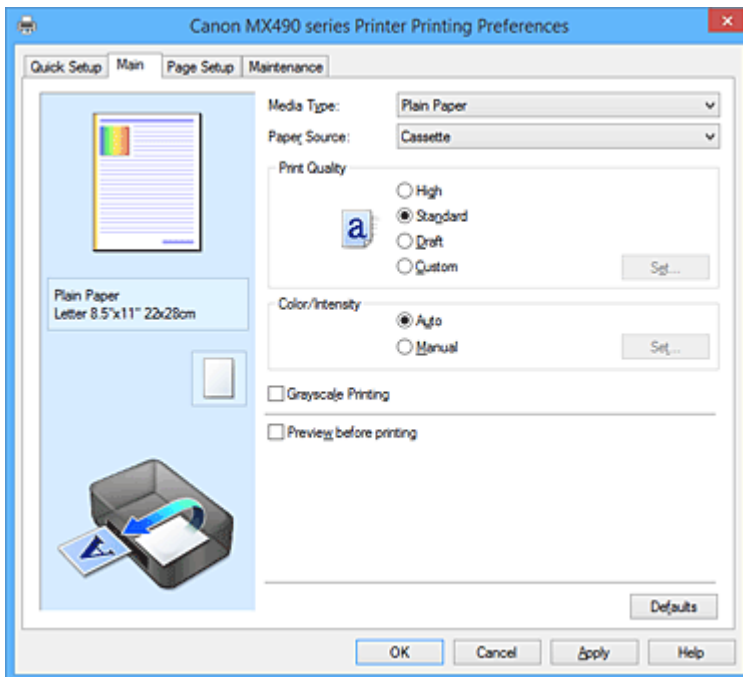 Canon MX490 series Printer Printing Preferences
Quick Setup Main Page Setup Maintenance
Media Type: Plain Paper
Paper Source: Cassette
Print Quality
High
a Standard
Draft
Custom Set...
Plain Paper
Letter 8.5"x11" 22x28cm
Color/Intensity
Auto
Manual Set...
Grayscale Printing
Preview before printing
A
Defaults
OK Cancel Apply Help